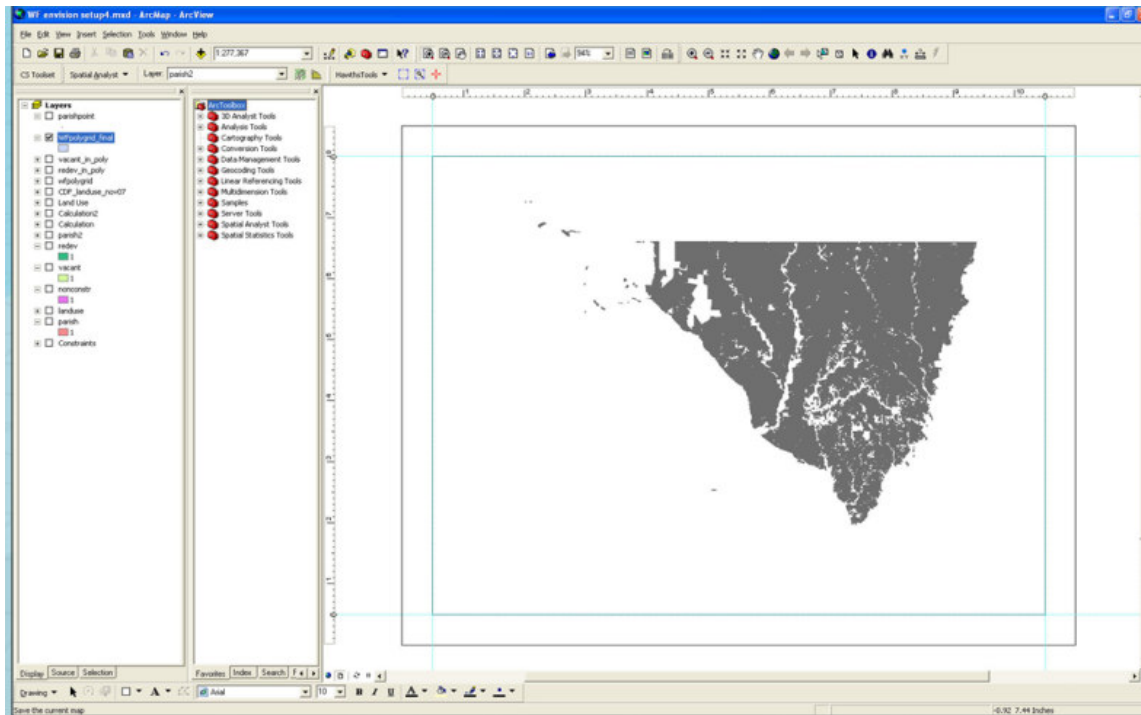 WF envision setup4.mxd - ArcMap - ArcView
File Edit View Insert Selection Tools Window Help
1:277,367
94%
CS Toolset Spatial Analyst Layer: parish2 HawthsTools
Layers
parishpoint
WFpolygrid_final
vacant_in_poly
redev_in_poly
wfpolygrid
CDP_landuse_nov07
Land Use
Calculation2
Calculation
parish2
redev
1
vacant
1
nonconstr
1
landuse
parish
1
Constraints
ArcToolbox
3D Analyst Tools
Analysis Tools
Cartography Tools
Conversion Tools
Data Management Tools
Geocoding Tools
Linear Referencing Tools
Multidimension Tools
Samples
Server Tools
Spatial Analyst Tools
Spatial Statistics Tools
Display Source Selection
Favorites Index Search F
Drawing A Arial 10 B I U A
Save the current map
-0.92 7.44 Inches